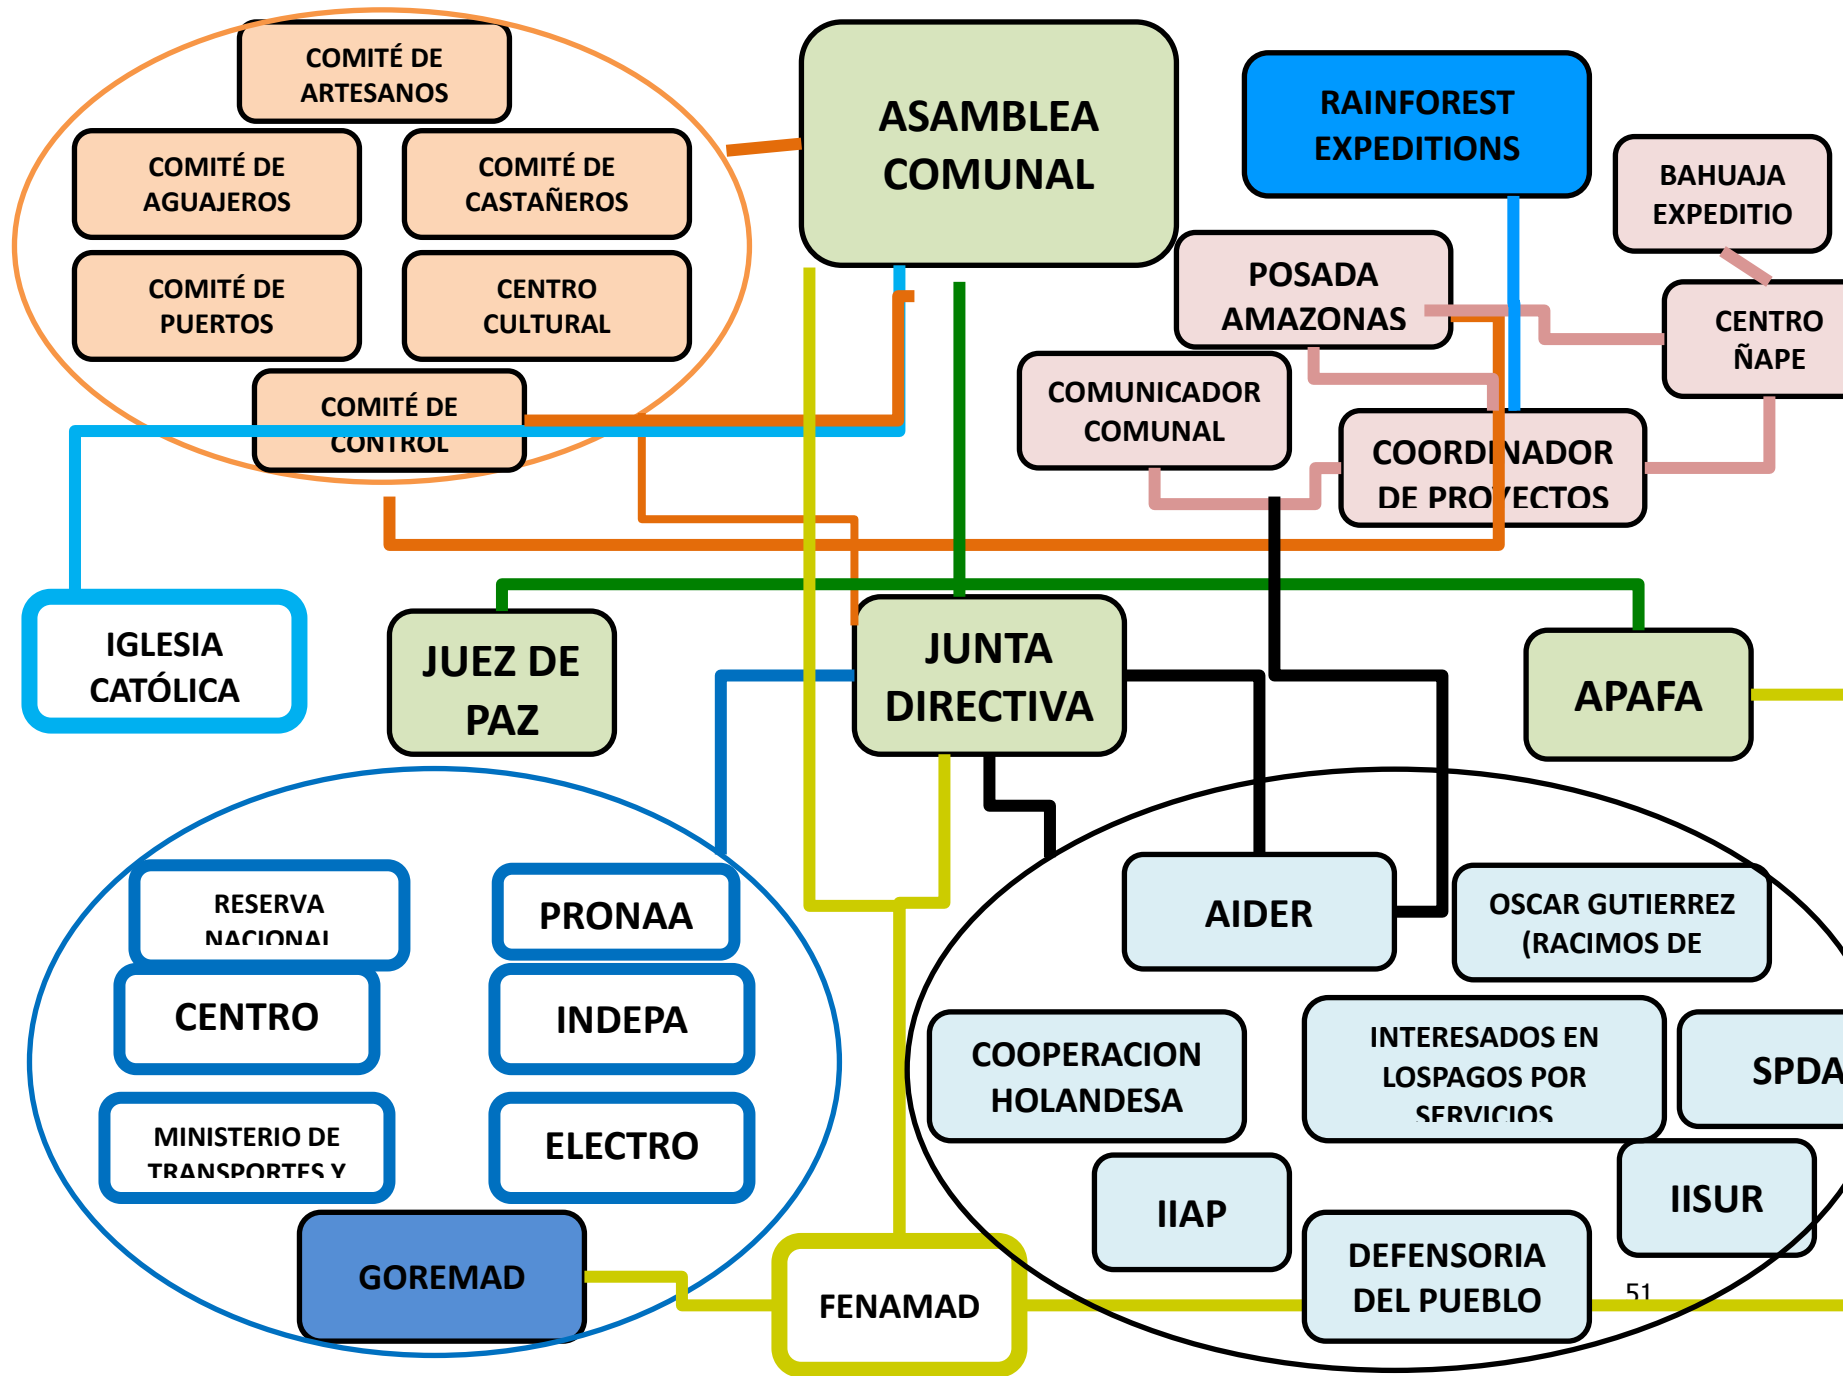 COMITÉ DE
ARTESANOS
COMITÉ DE
AGUAJEROS
COMITÉ DE
CASTAÑEROS
COMITÉ DE
PUERTOS
CENTRO
CULTURAL
COMITÉ DE
CONTROL
ASAMBLEA
COMUNAL
RAINFOREST
EXPEDITIONS
BAHUAJA
EXPEDITIO
POSADA
AMAZONAS
CENTRO
ÑAPE
COMUNICADOR
COMUNAL
COORDINADOR
DE PROYECTOS
IGLESIA
CATÓLICA
JUEZ DE
PAZ
JUNTA
DIRECTIVA
APAFA
RESERVA
NACIONAL
PRONAA
CENTRO
INDEPA
MINISTERIO DE
TRANSPORTES Y
ELECTRO
GOREMAD
FENAMAD
AIDER
OSCAR GUTIERREZ
(RACIMOS DE
COOPERACION
HOLANDESA
INTERESADOS EN
LOSPAGOS POR
SERVICIOS
SPDA
IIAP
IISUR
DEFENSORIA
DEL PUEBLO
51